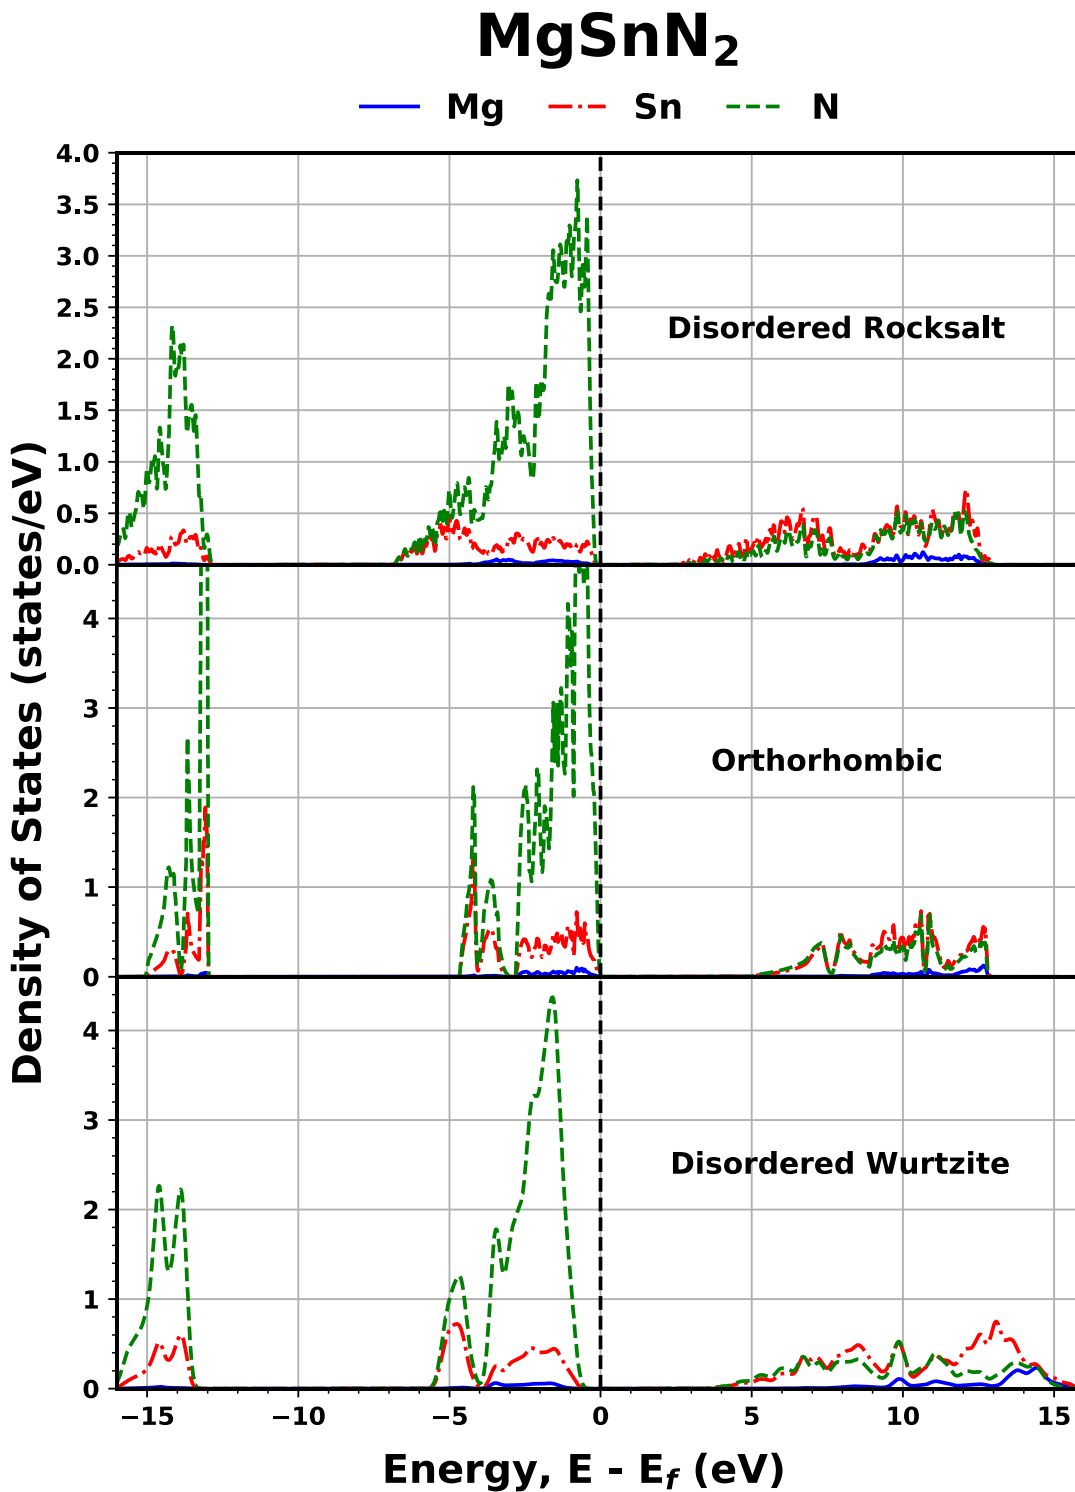 MgSnN₂
Mg Sn N
4.0
3.5
3.0
2.5
2.0
1.5
1.0
0.5
0.0
Disordered Rocksalt
4
3
2
1
0
Orthorhombic
4
3
2
1
0
Disordered Wurtzite
−15 −10 −5 0 5 10 15
Energy, E - E_f (eV)
Density of States (states/eV)